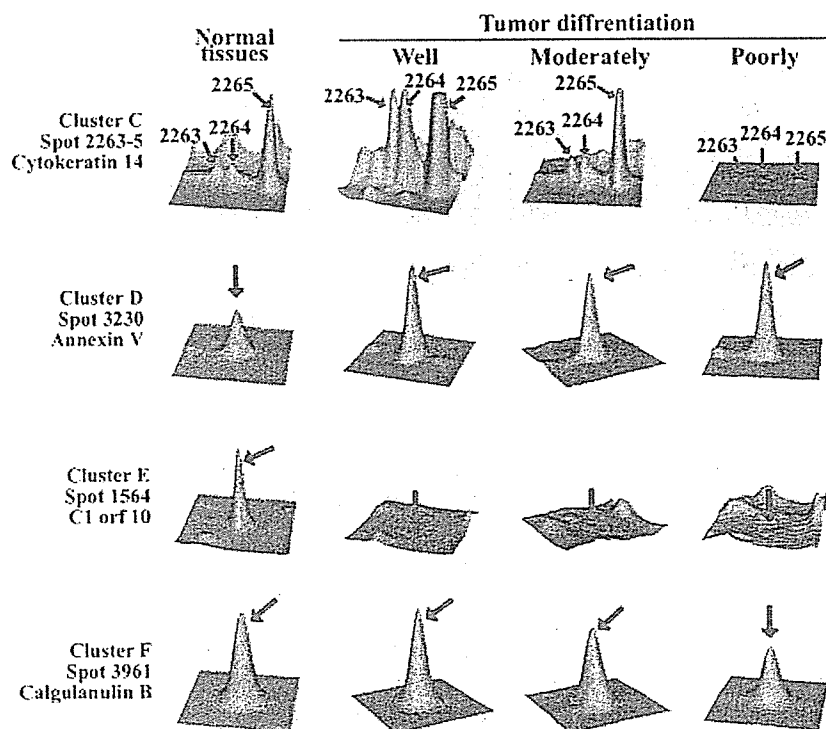 Tumor diffrentiation
Normal
tissues
Well
Moderately
Poorly
Cluster C
Spot 2263-5
Cytokeratin 14
2263
2264
2265
2263
2264
2265
2263
2264
2265
2263
2264
2265
Cluster D
Spot 3230
Annexin V
Cluster E
Spot 1564
C1 orf 10
Cluster F
Spot 3961
Calgulanulin B